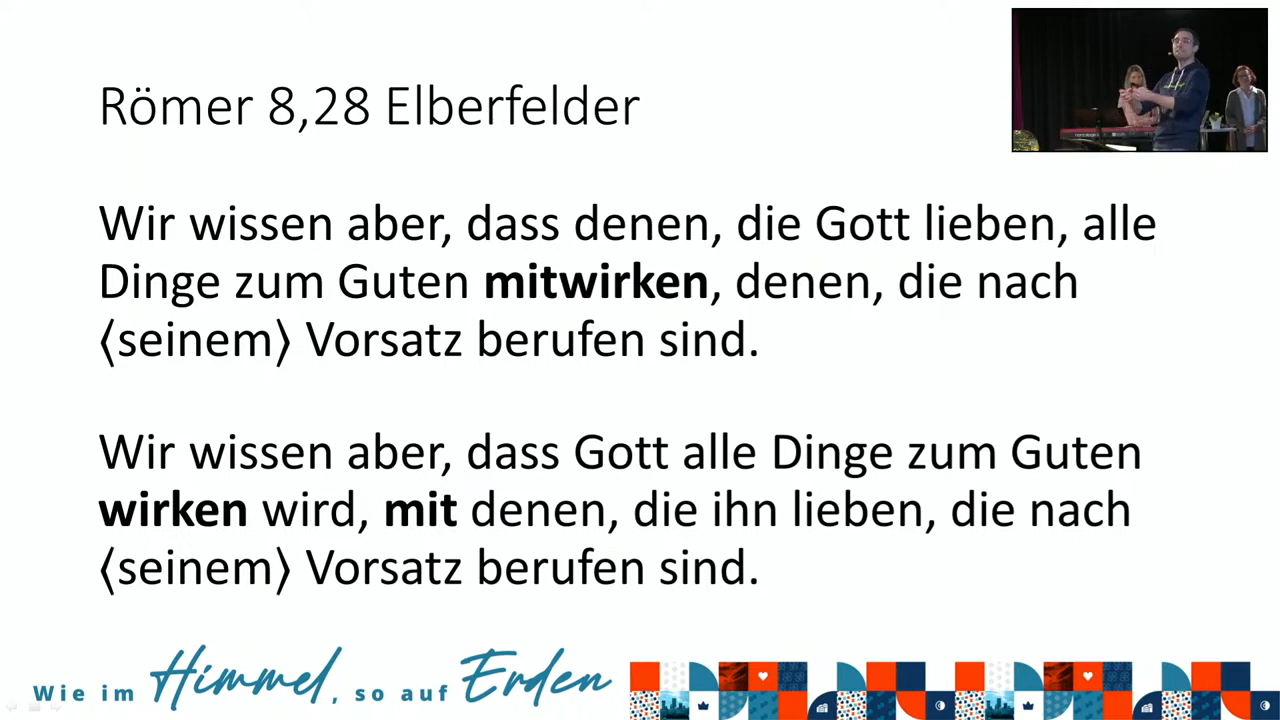 Römer 8,28 Elberfelder
Wir wissen aber, dass denen, die Gott lieben, alle
Dinge zum Guten mitwirken, denen, die nach
⟨seinem⟩ Vorsatz berufen sind.
Wir wissen aber, dass Gott alle Dinge zum Guten
wirken wird, mit denen, die ihn lieben, die nach
⟨seinem⟩ Vorsatz berufen sind.
Wie im Himmel, so auf Erden